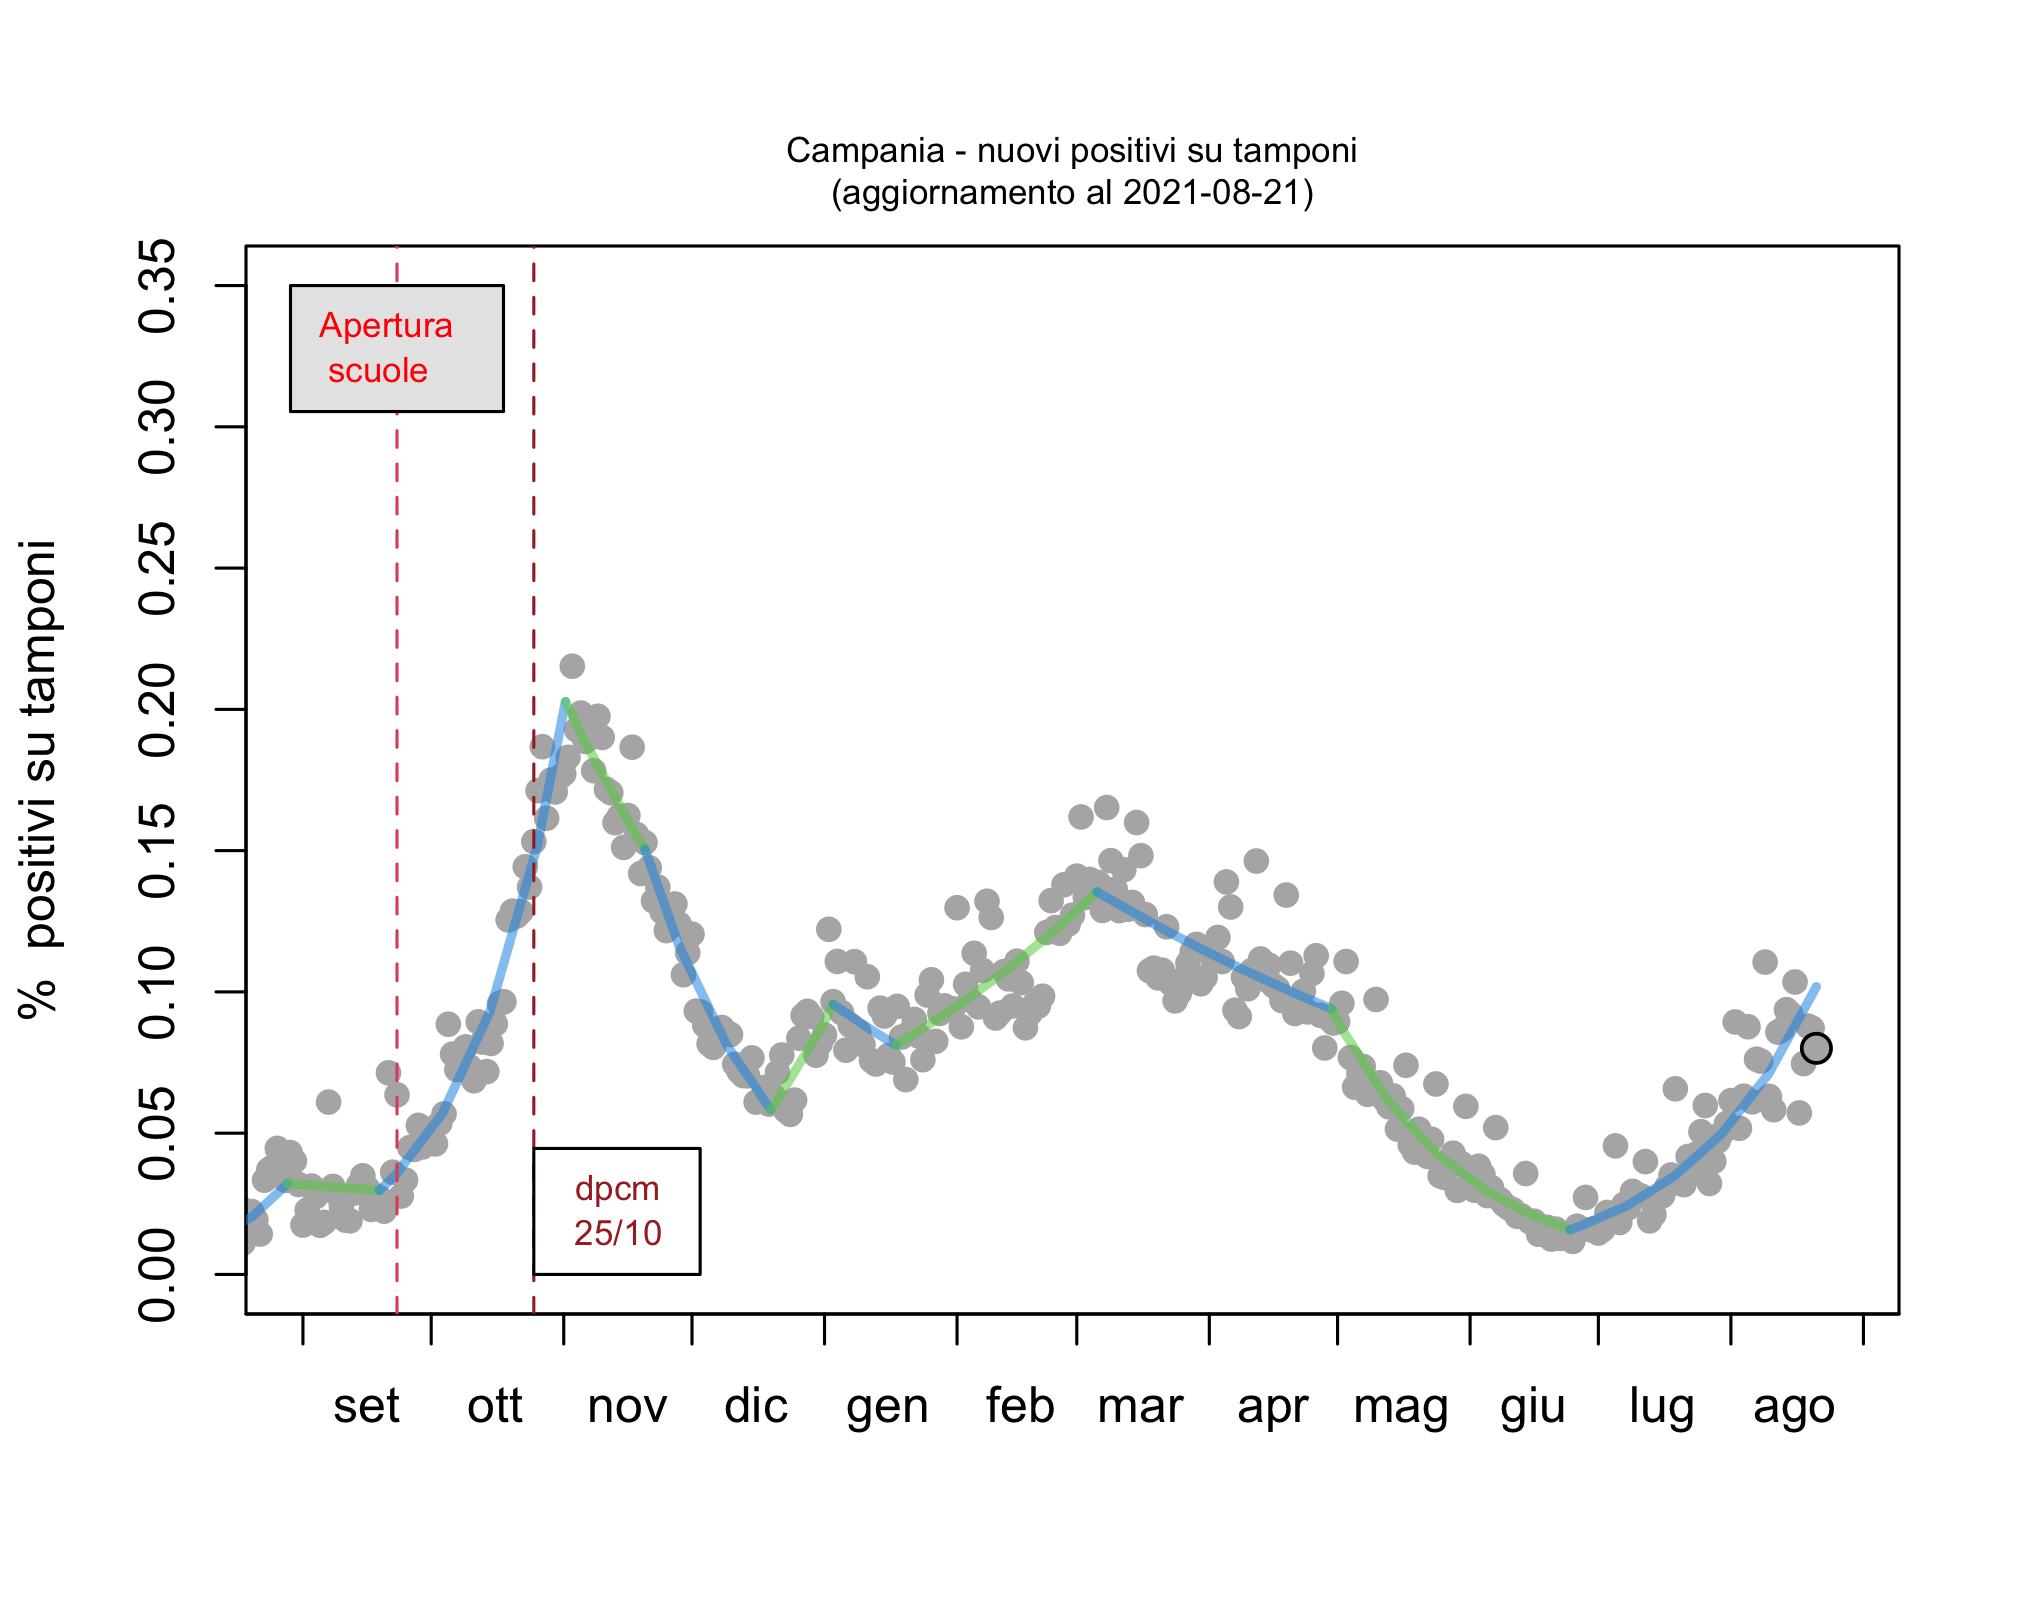 Campania - nuovi positivi su tamponi
(aggiornamento al 2021-08-21)
% positivi su tamponi
0.35
0.30
0.25
0.20
0.15
0.10
0.05
0.00
Apertura
scuole
dpcm
25/10
set ott nov dic gen feb mar apr mag giu lug ago